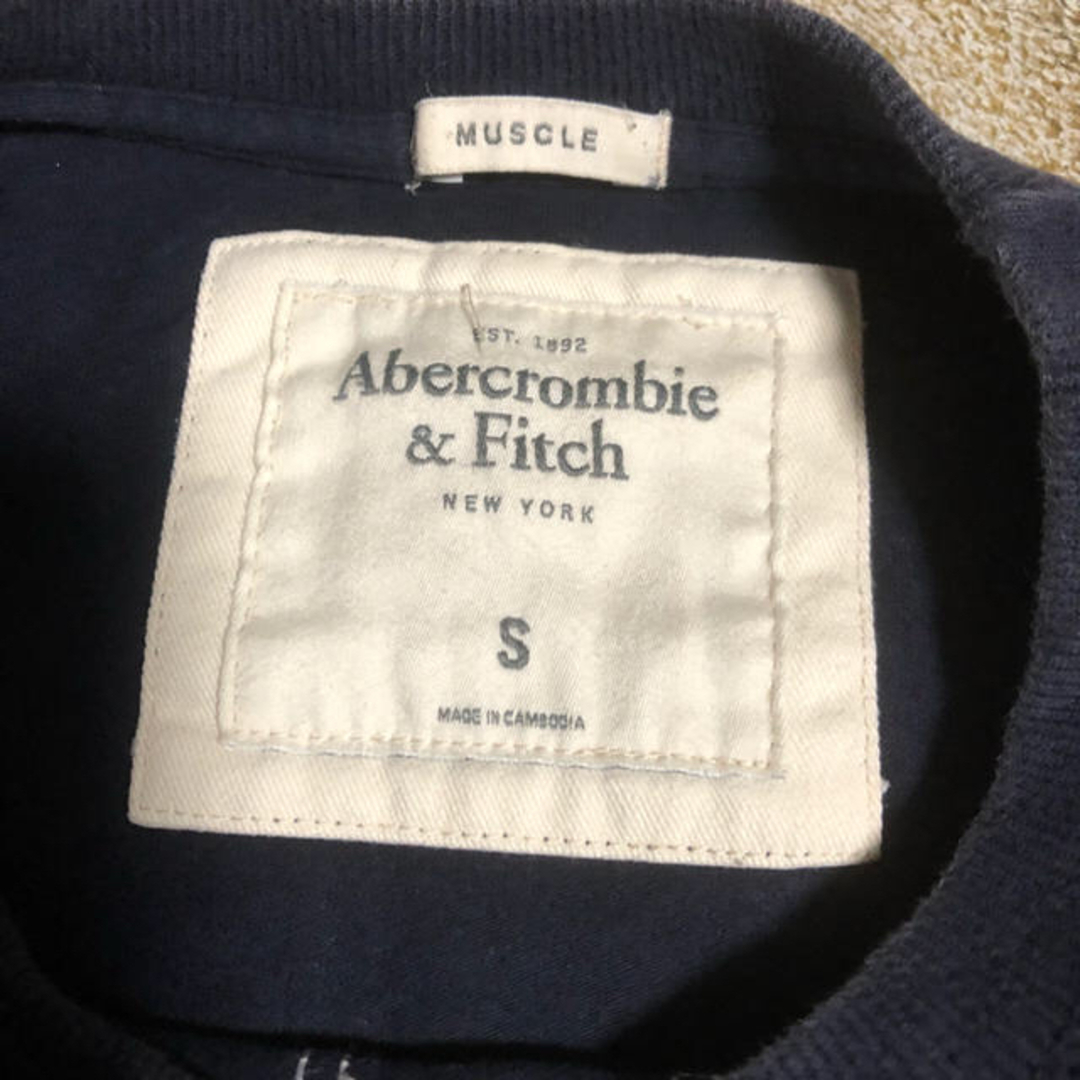 MUSCLE
EST. 1892
Abercrombie
& Fitch
NEW YORK
S
MADE IN CAMBODIA